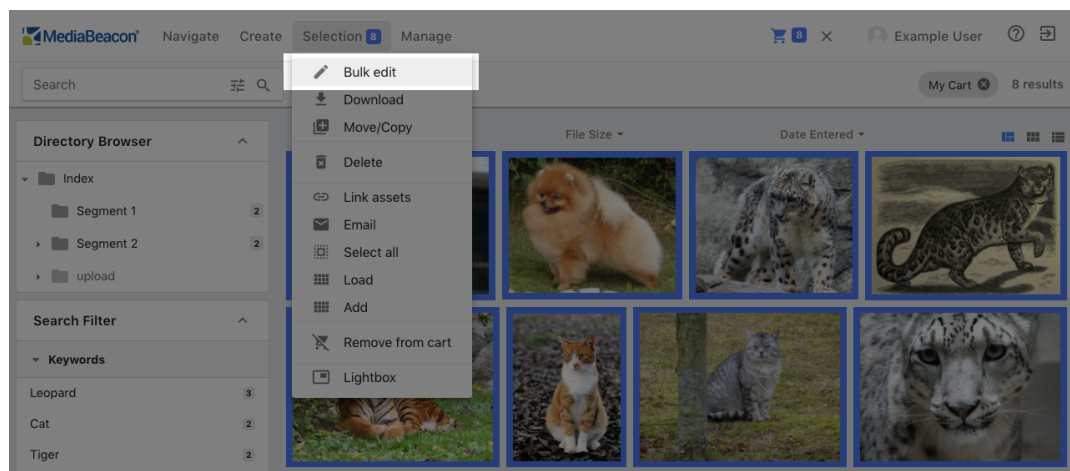 MediaBeacon® Navigate Create Selection 8 Manage 8 Example User
Search
My Cart 8 results
Bulk edit
Download
Move/Copy
Delete
Link assets
Email
Select all
Load
Add
Remove from cart
Lightbox
File Size Date Entered
Directory Browser
Index
Segment 1 2
Segment 2 2
upload
Search Filter
Keywords
Leopard 3
Cat 2
Tiger 2